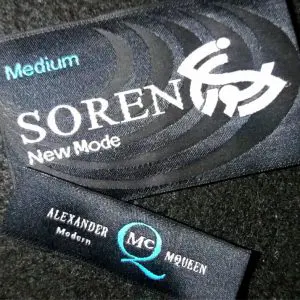 Medium
SOREN
New Mode
ALEXANDER MC MQUEEN
Modern
Q